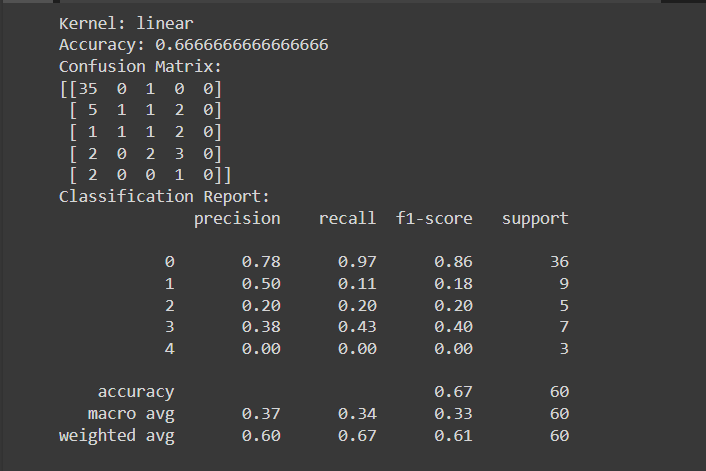 Kernel: linear
Accuracy: 0.6666666666666666
Confusion Matrix:
[[35  0  1  0  0]
 [ 5  1  1  2  0]
 [ 1  1  1  2  0]
 [ 2  0  2  3  0]
 [ 2  0  0  1  0]]
Classification Report:
              precision    recall  f1-score   support

           0       0.78      0.97      0.86        36
           1       0.50      0.11      0.18         9
           2       0.20      0.20      0.20         5
           3       0.38      0.43      0.40         7
           4       0.00      0.00      0.00         3

    accuracy                           0.67        60
   macro avg       0.37      0.34      0.33        60
weighted avg       0.60      0.67      0.61        60